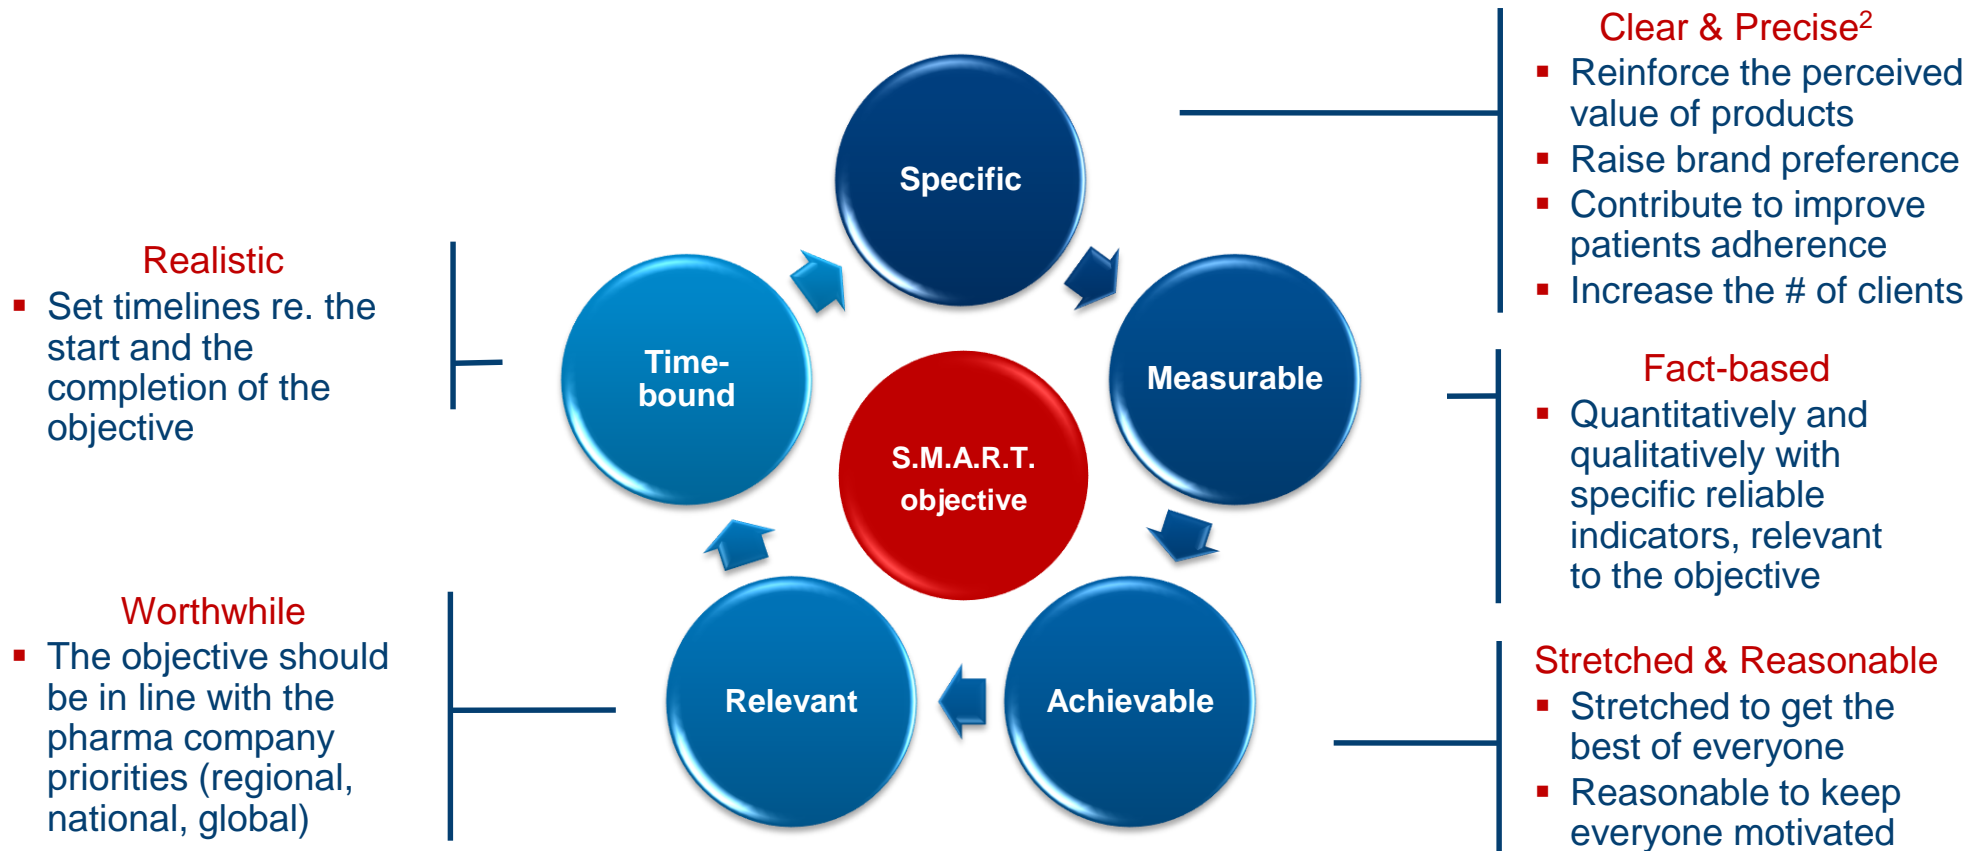 Clear & Precise²
▪ Reinforce the perceived
value of products
▪ Raise brand preference
▪ Contribute to improve
patients adherence
▪ Increase the # of clients
Specific
Realistic
▪ Set timelines re. the
start and the
completion of the
objective
Time-
bound
Measurable
Fact-based
▪ Quantitatively and
qualitatively with
specific reliable
indicators, relevant
to the objective
S.M.A.R.T.
objective
Worthwhile
▪ The objective should
be in line with the
pharma company
priorities (regional,
national, global)
Relevant
Achievable
Stretched & Reasonable
▪ Stretched to get the
best of everyone
▪ Reasonable to keep
everyone motivated